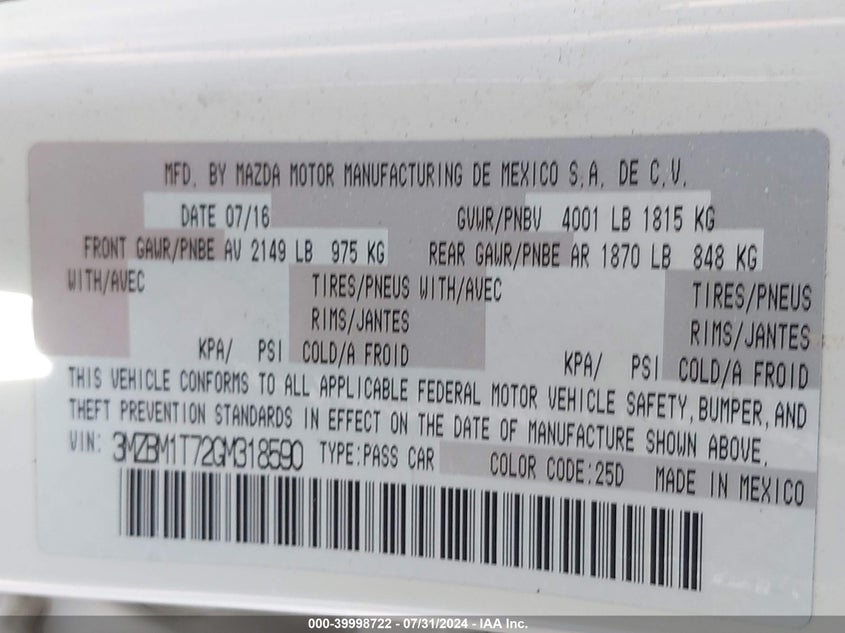 MFD. BY MAZDA MOTOR MANUFACTURING DE MEXICO S.A. DE C.V.
DATE 07/16 GVWR/PNBV 4001 LB 1815 KG
FRONT GAWR/PNBE AV 2149 LB 975 KG REAR GAWR/PNBE AR 1870 LB 848 KG
WITH/AVEC TIRES/PNEUS WITH/AVEC TIRES/PNEUS
RIMS/JANTES RIMS/JANTES
KPA/ PSI COLD/A FROID KPA/ PSI COLD/A FROID
THIS VEHICLE CONFORMS TO ALL APPLICABLE FEDERAL MOTOR VEHICLE SAFETY, BUMPER, AND
THEFT PREVENTION STANDARDS IN EFFECT ON THE DATE OF MANUFACTURE SHOWN ABOVE.
VIN: 3MZBM1T72GM318590 TYPE:PASS CAR COLOR CODE:25D MADE IN MEXICO
000-39998722 - 07/31/2024 - IAA Inc.